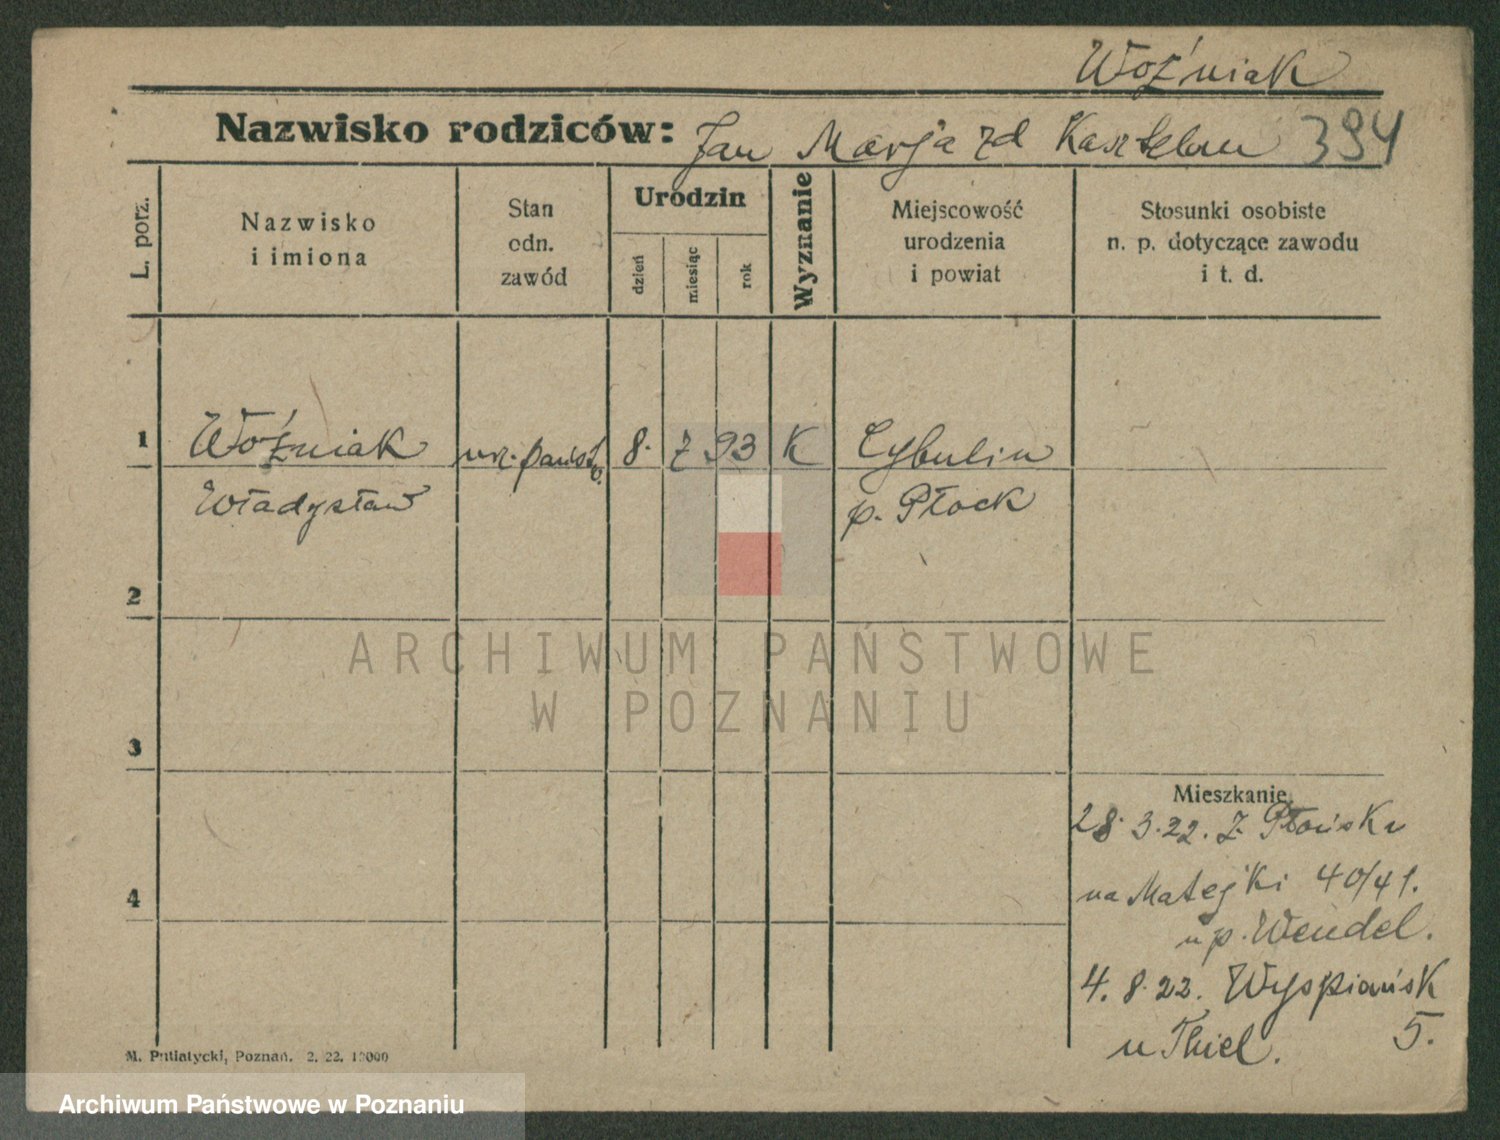 Woźniak
Nazwisko rodziców: Jan Marja zd Kasztelan 394
L. porz.
Nazwisko
i imiona
Stan
odn.
zawód
Urodzin
dzień
miesiąc
rok
Wyznanie
Miejscowość
urodzenia
i powiat
Stosunki osobiste
n. p. dotyczące zawodu
i t. d.
1 Woźniak urz. państw. 8. 7 93 K Cybulin
Władysław p. Płock
2
ARCHIWUM PAŃSTWOWE
W POZNANIU
3
Mieszkanie
28. 3. 22. z Płońska
4
na Matejki 40/41.
u p. Wendel.
4. 8. 22. Wyspiańsk
5.
u Thiel.
M. Putiatycki, Poznań. 2. 22. 10000
Archiwum Państwowe w Poznaniu